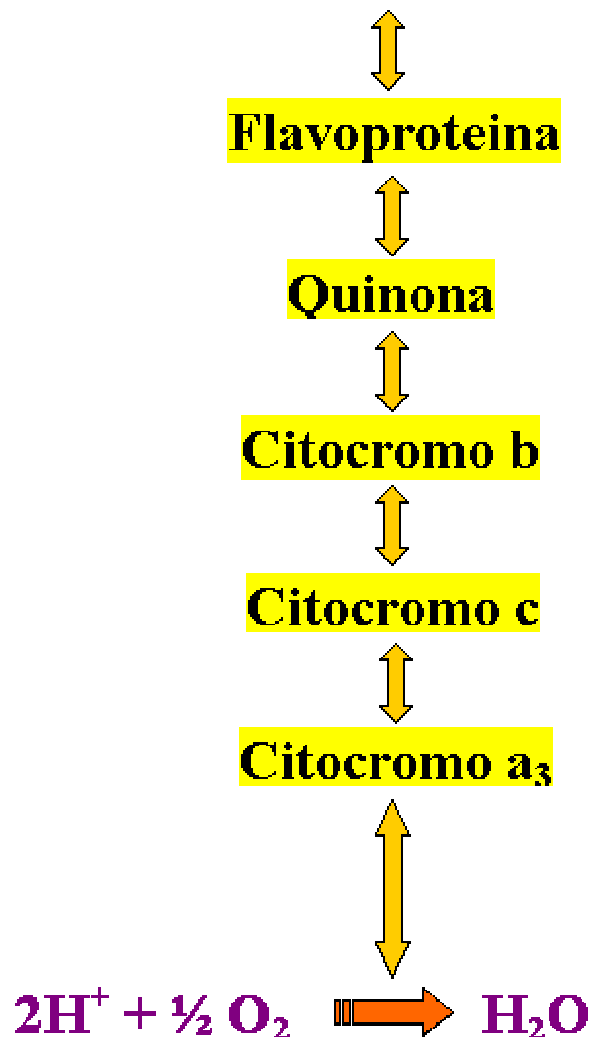 Flavoproteina
Quinona
Citocromo b
Citocromo c
Citocromo a₃
2H⁺ + ½ O₂ H₂O